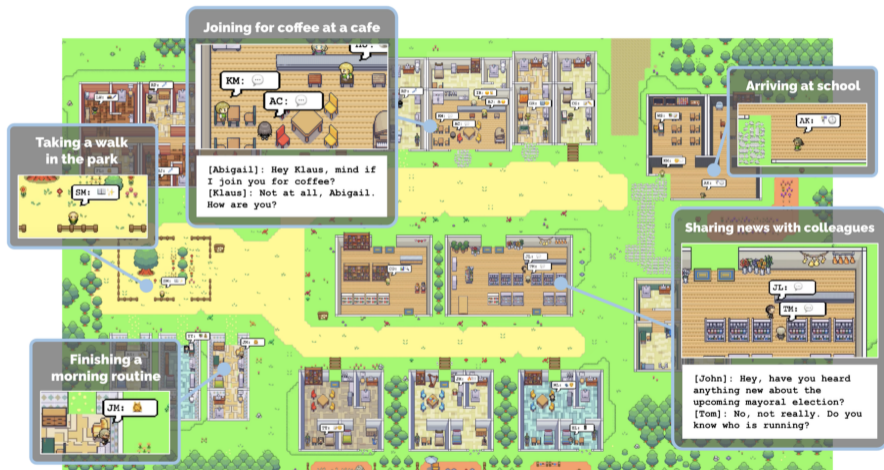 Joining for coffee at a cafe
KM:
AC:
[Abigail]: Hey Klaus, mind if
I join you for coffee?
[Klaus]: Not at all, Abigail.
How are you?
Taking a walk
in the park
SM:
Arriving at school
AK:
Sharing news with colleagues
JL:
TM:
[John]: Hey, have you heard
anything new about the
upcoming mayoral election?
[Tom]: No, not really. Do you
know who is running?
Finishing a
morning routine
JM: